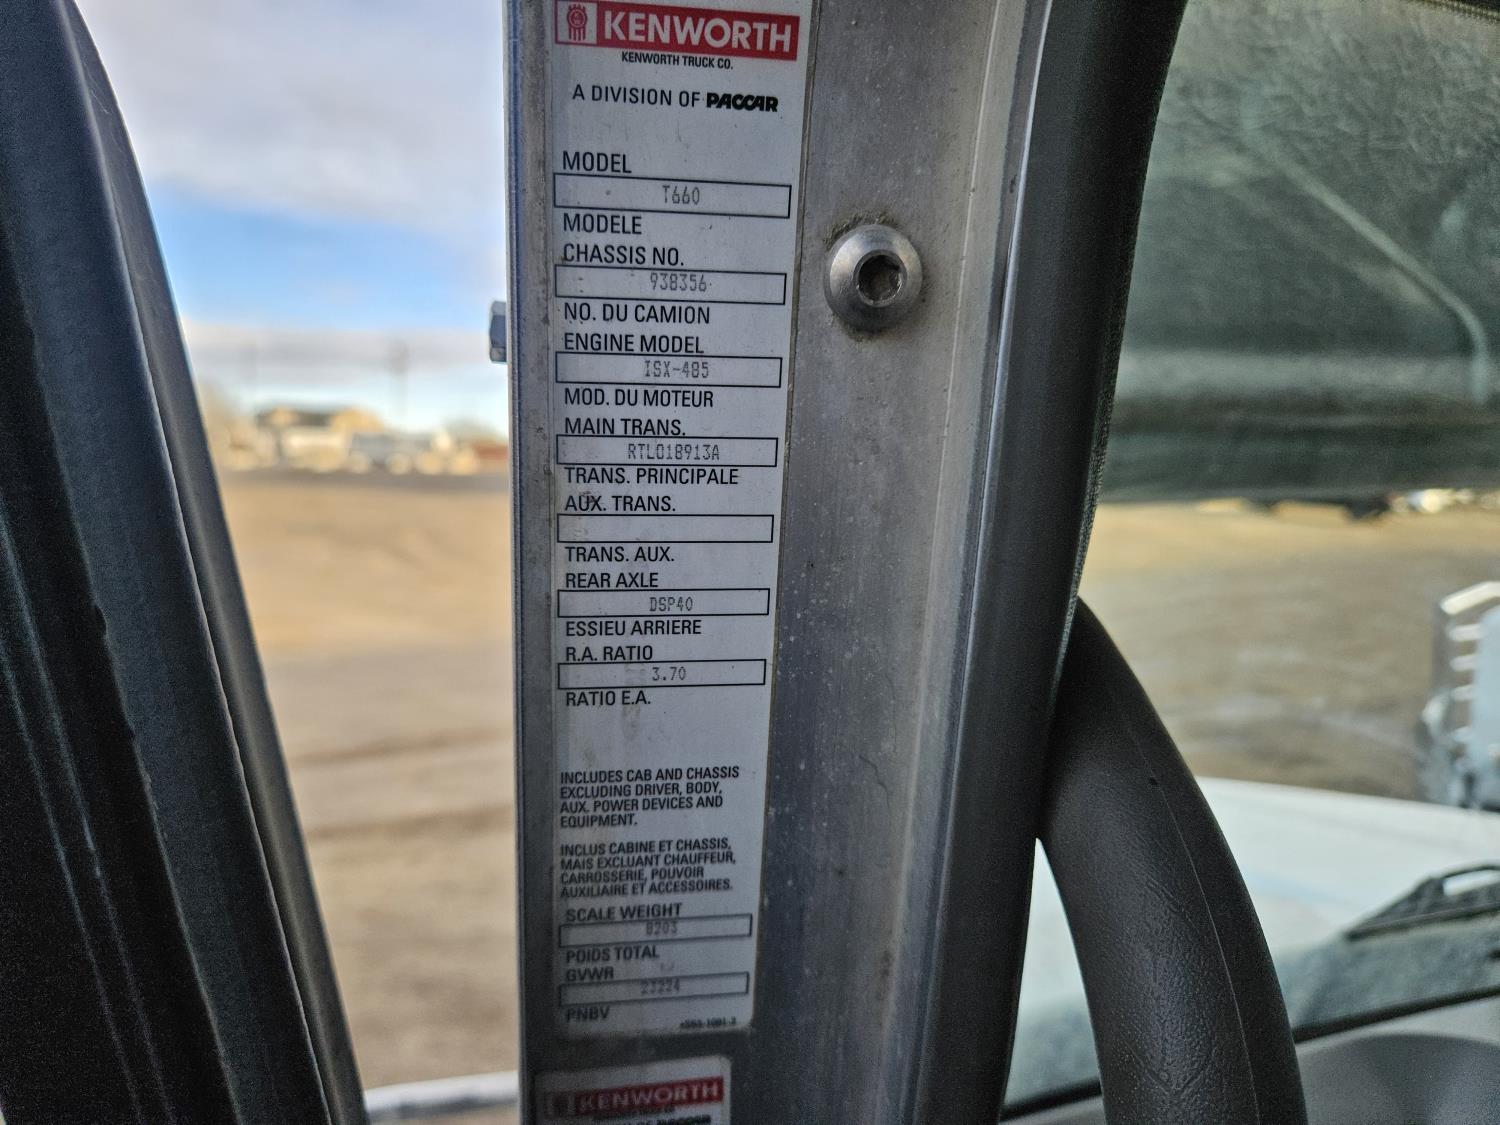 KENWORTH
KENWORTH TRUCK CO.
A DIVISION OF PACCAR
MODEL
T660
MODELE
CHASSIS NO.
938356
NO. DU CAMION
ENGINE MODEL
ISX-485
MOD. DU MOTEUR
MAIN TRANS.
RTLO18913A
TRANS. PRINCIPALE
AUX. TRANS.
TRANS. AUX.
REAR AXLE
DSP40
ESSIEU ARRIERE
R.A. RATIO
3.70
RATIO E.A.
INCLUDES CAB AND CHASSIS
EXCLUDING DRIVER, BODY,
AUX. POWER DEVICES AND
EQUIPMENT.
INCLUS CABINE ET CHASSIS,
MAIS EXCLUANT CHAUFFEUR,
CARROSSERIE, POUVOIR
AUXILIAIRE ET ACCESSOIRES.
SCALE WEIGHT
8203
POIDS TOTAL
GVWR
23224
PNBV
KENWORTH